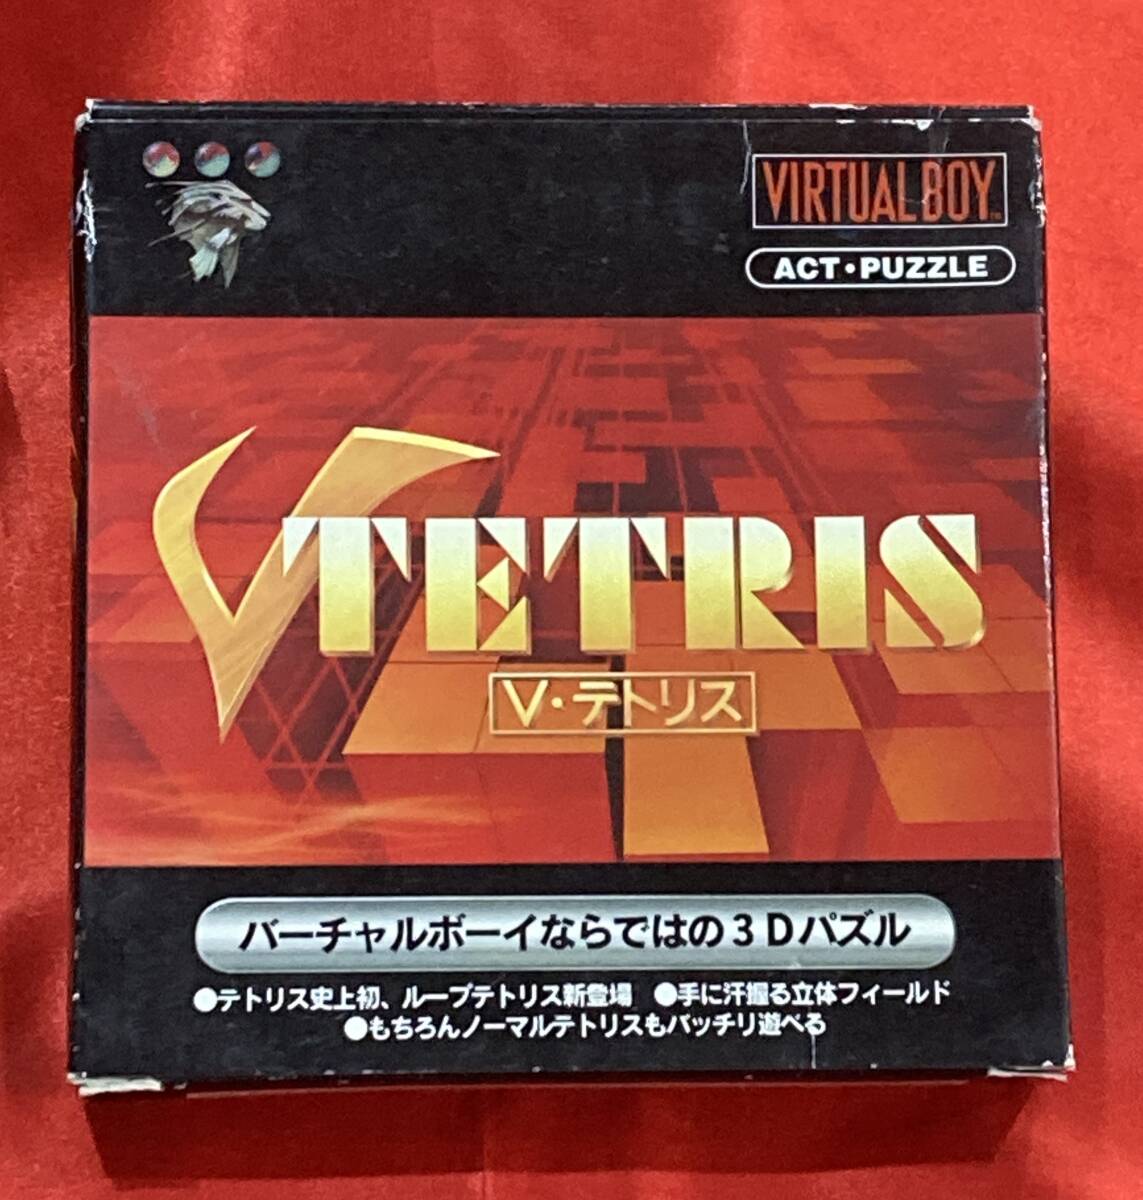 VIRTUAL BOY™
ACT・PUZZLE
V TETRIS
V・テトリス
バーチャルボーイならではの3Dパズル
●テトリス史上初、ループテトリス新登場 ●手に汗握る立体フィールド
●もちろんノーマルテトリスもバッチリ遊べる